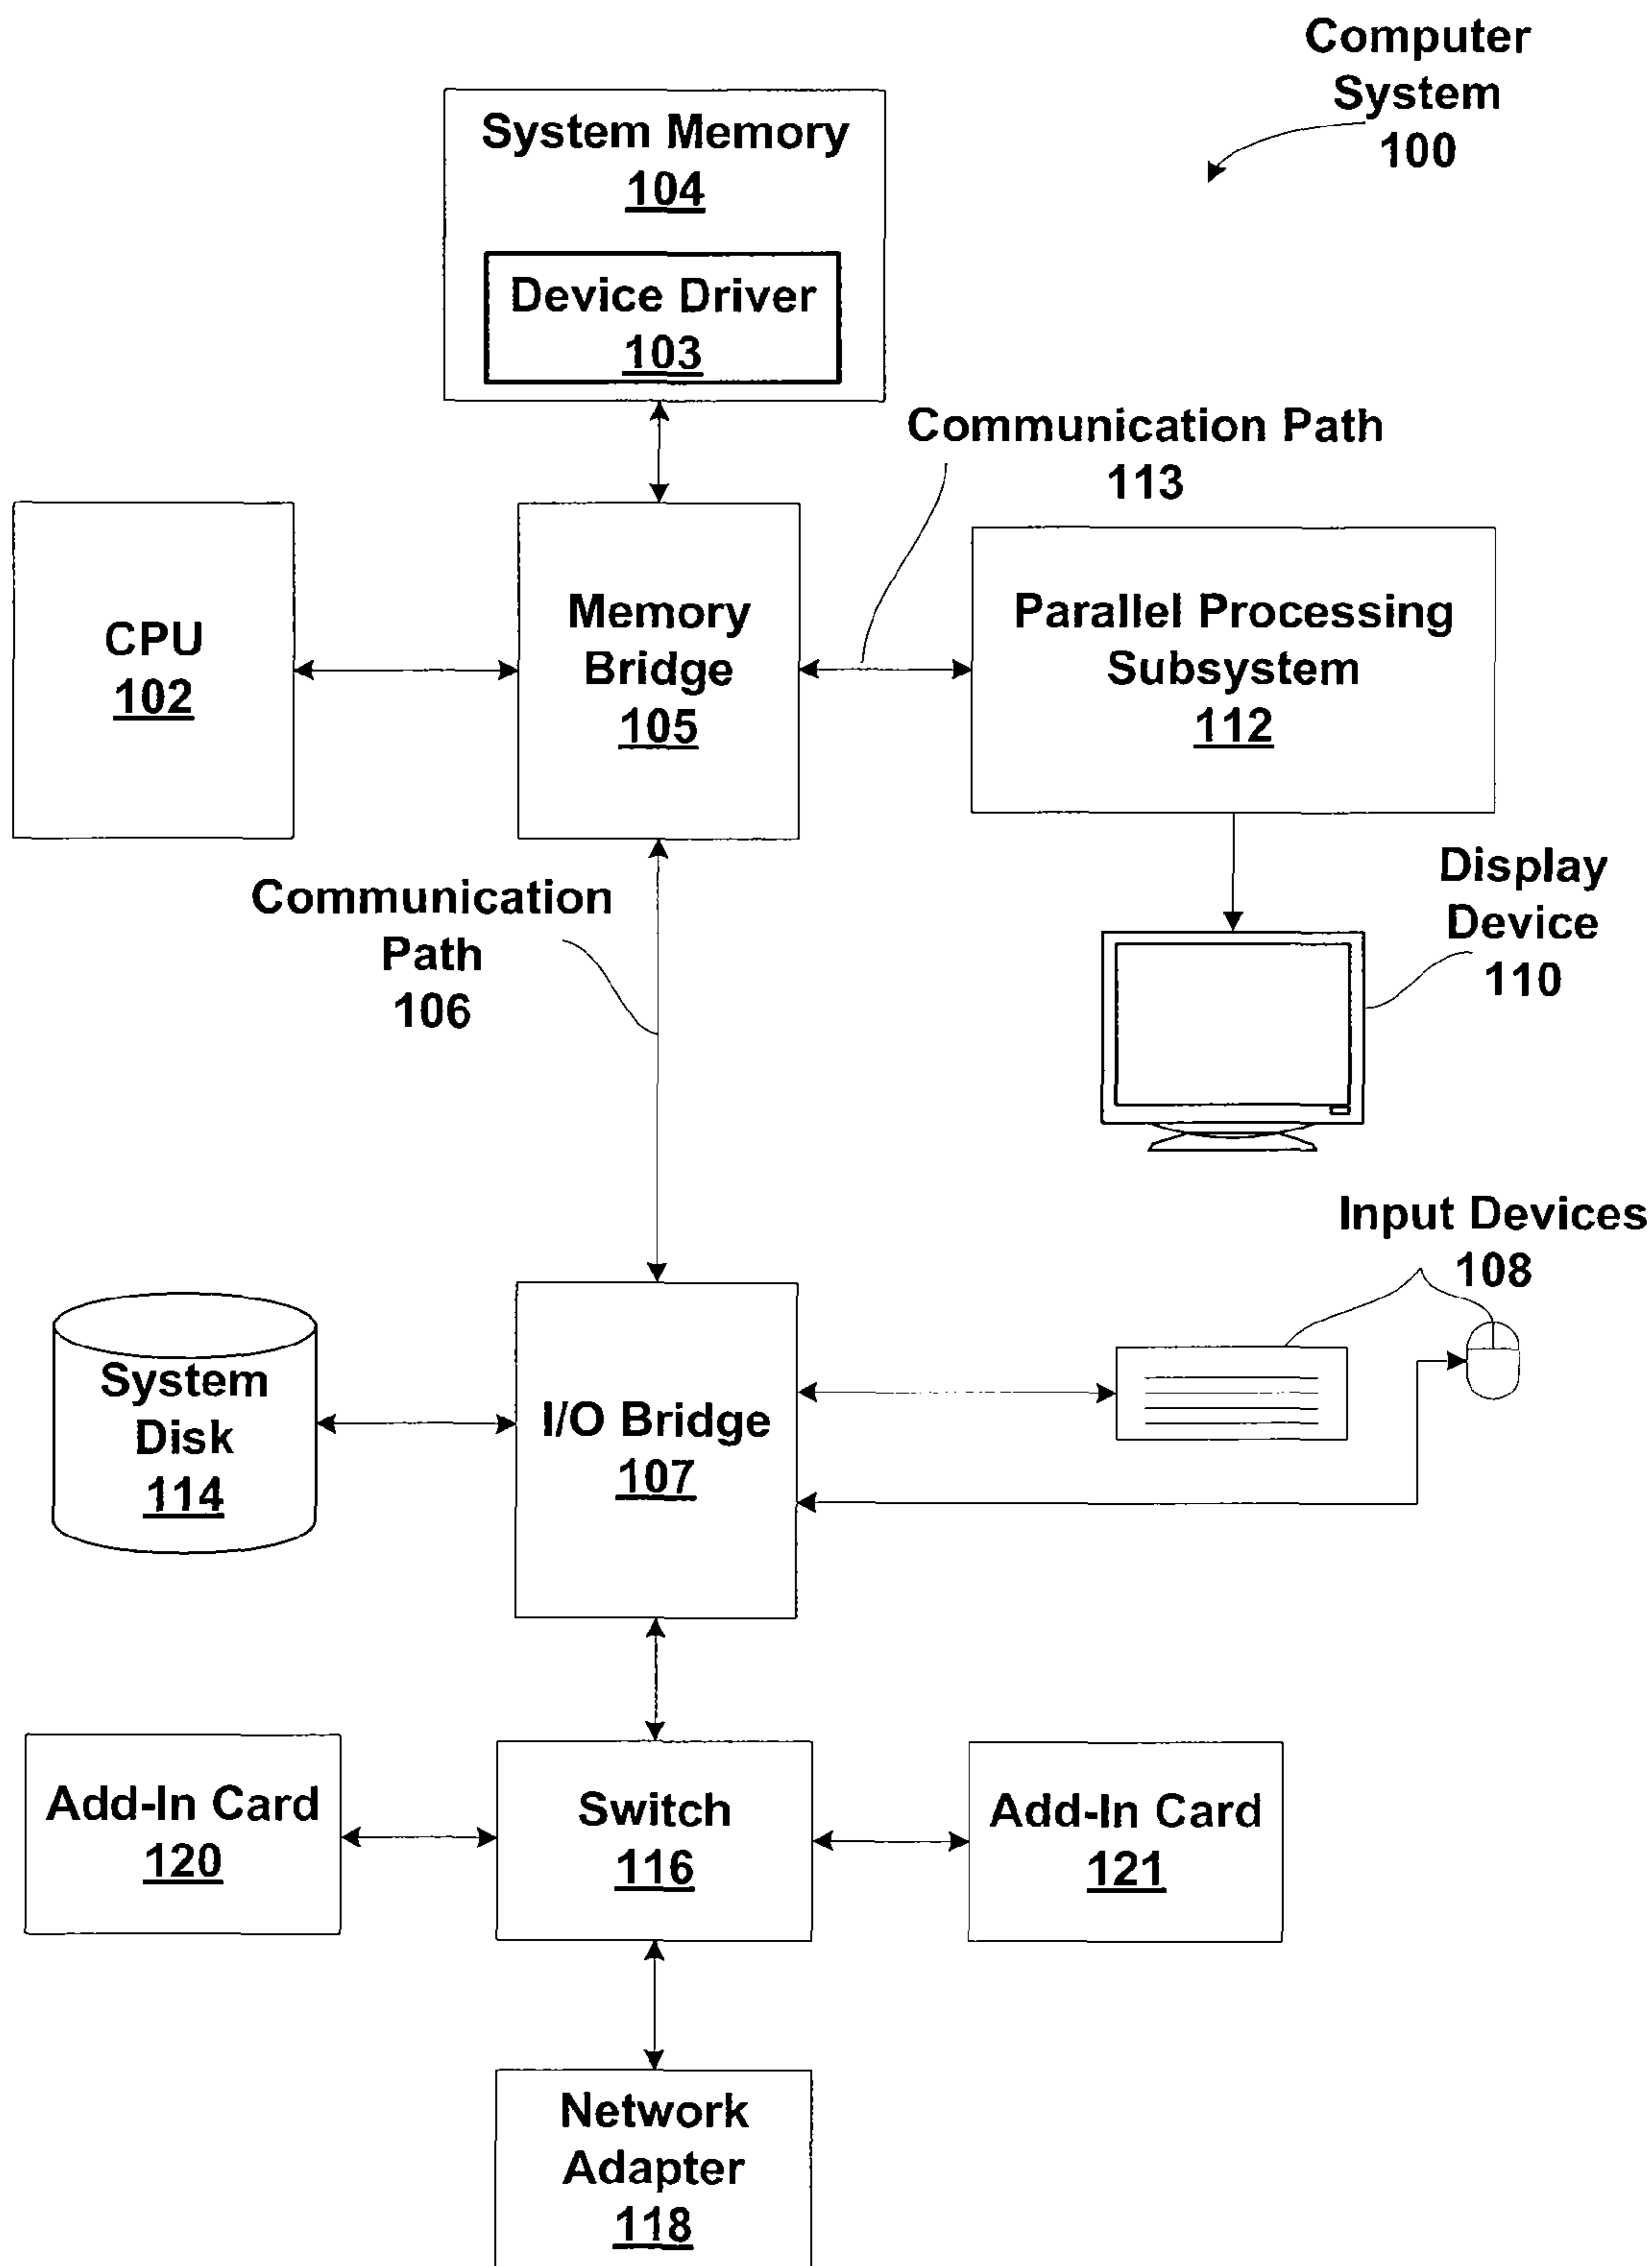 Computer
System
100
System Memory
104
Device Driver
103
Communication Path
113
CPU
102
Memory
Bridge
105
Parallel Processing
Subsystem
112
Communication
Path
106
Display
Device
110
Input Devices
108
System
Disk
114
I/O Bridge
107
Add-In Card
120
Switch
116
Add-In Card
121
Network
Adapter
118